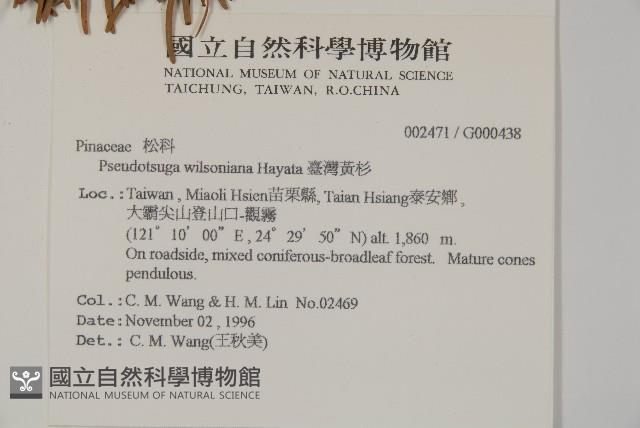 國立自然科學博物館
NATIONAL MUSEUM OF NATURAL SCIENCE
TAICHUNG, TAIWAN, R.O.CHINA
002471 / G000438
Pinaceae 松科
Pseudotsuga wilsoniana Hayata 臺灣黃杉
Loc.:Taiwan, Miaoli Hsien苗栗縣, Taian Hsiang泰安鄉,
大霸尖山登山口-觀霧
(121° 10' 00" E, 24° 29' 50" N) alt. 1,860 m.
On roadside, mixed coniferous-broadleaf forest. Mature cones
pendulous.
Col.:C. M. Wang & H. M. Lin No.02469
Date:November 02, 1996
Det.: C. M. Wang(王秋美)
國立自然科學博物館
NATIONAL MUSEUM OF NATURAL SCIENCE